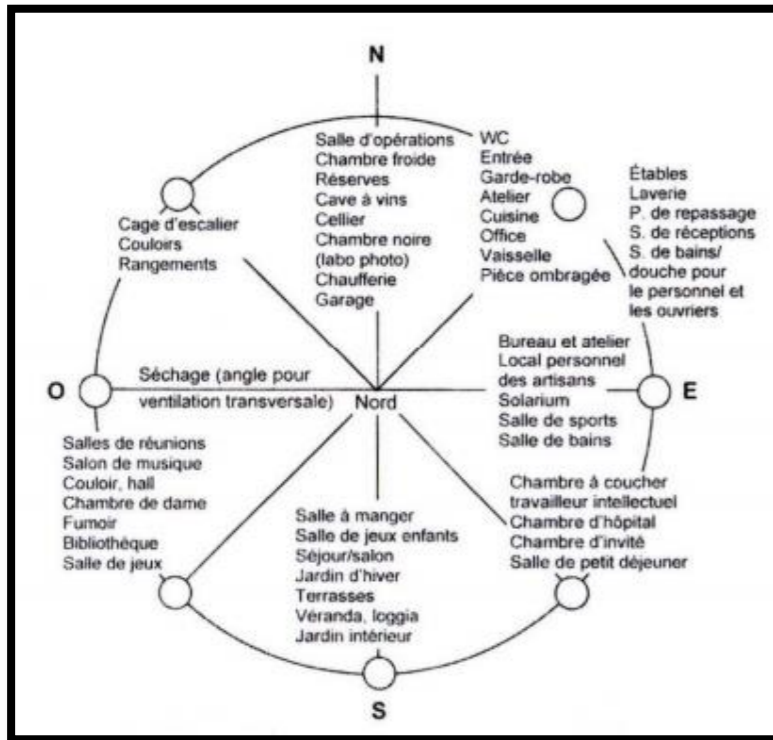 N
Salle d'opérations
Chambre froide
Réserves
Cave à vins
Cellier
Chambre noire
(labo photo)
Chaufferie
Garage
WC
Entrée
Garde-robe
Atelier
Cuisine
Office
Vaisselle
Pièce ombragée
Étables
Laverie
P. de repassage
S. de réceptions
S. de bains/
douche pour
le personnel et
les ouvriers
Cage d'escalier
Couloirs
Rangements
O
Séchage (angle pour
ventilation transversale)
Nord
Bureau et atelier
Local personnel
des artisans
Solarium
Salle de sports
Salle de bains
E
Salles de réunions
Salon de musique
Couloir, hall
Chambre de dame
Fumoir
Bibliothèque
Salle de jeux
Salle à manger
Salle de jeux enfants
Séjour/salon
Jardin d'hiver
Terrasses
Véranda, loggia
Jardin intérieur
Chambre à coucher
travailleur intellectuel
Chambre d'hôpital
Chambre d'invité
Salle de petit déjeuner
S